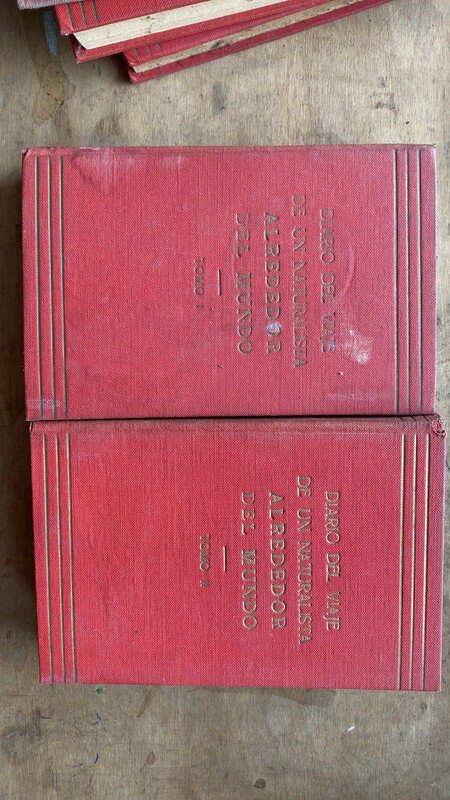 DIARIO DEL VIAJE
DE UN NATURALISTA
ALREDEDOR
DEL MUNDO
TOMO I
DIARIO DEL VIAJE
DE UN NATURALISTA
ALREDEDOR
DEL MUNDO
TOMO II